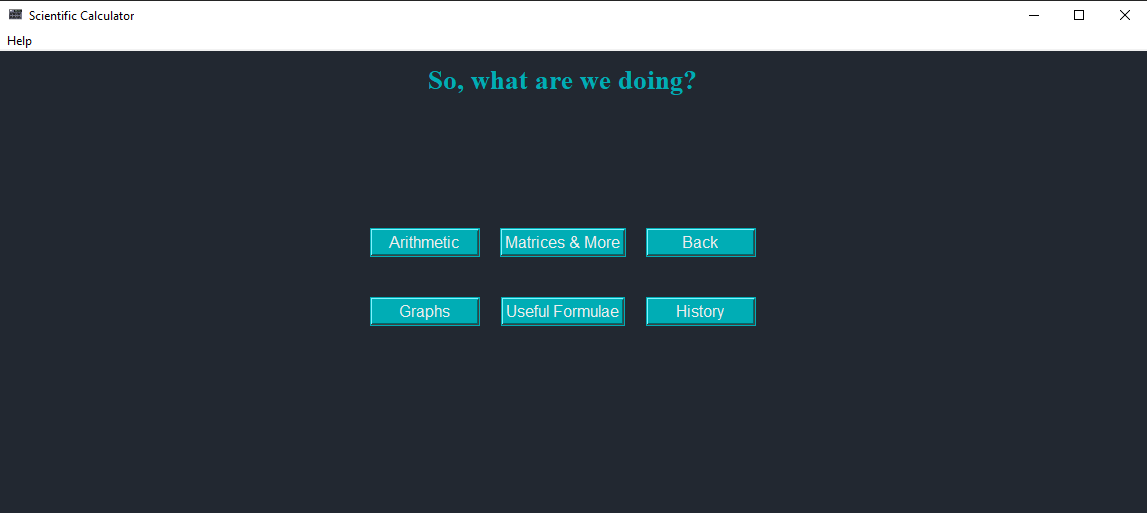 Scientific Calculator
Help
So, what are we doing?
Arithmetic Matrices & More Back
Graphs Useful Formulae History